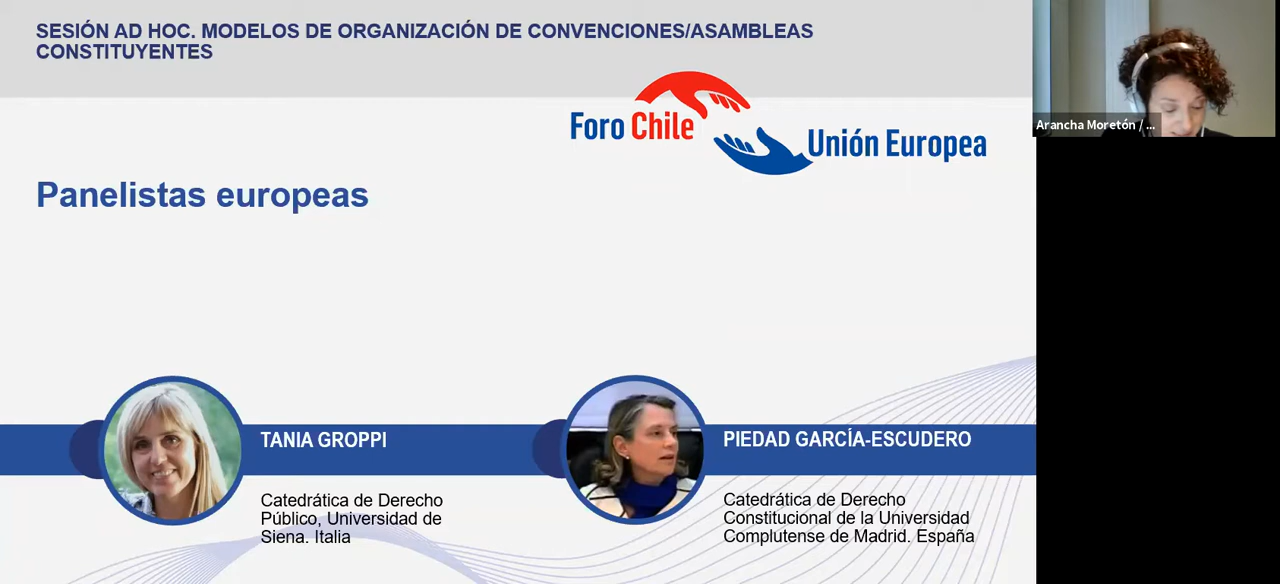 SESIÓN AD HOC. MODELOS DE ORGANIZACIÓN DE CONVENCIONES/ASAMBLEAS
CONSTITUYENTES
Foro Chile
Unión Europea
Arancha Moretón / ...
Panelistas europeas
TANIA GROPPI
Catedrática de Derecho
Público, Universidad de
Siena. Italia
PIEDAD GARCÍA-ESCUDERO
Catedrática de Derecho
Constitucional de la Universidad
Complutense de Madrid. España